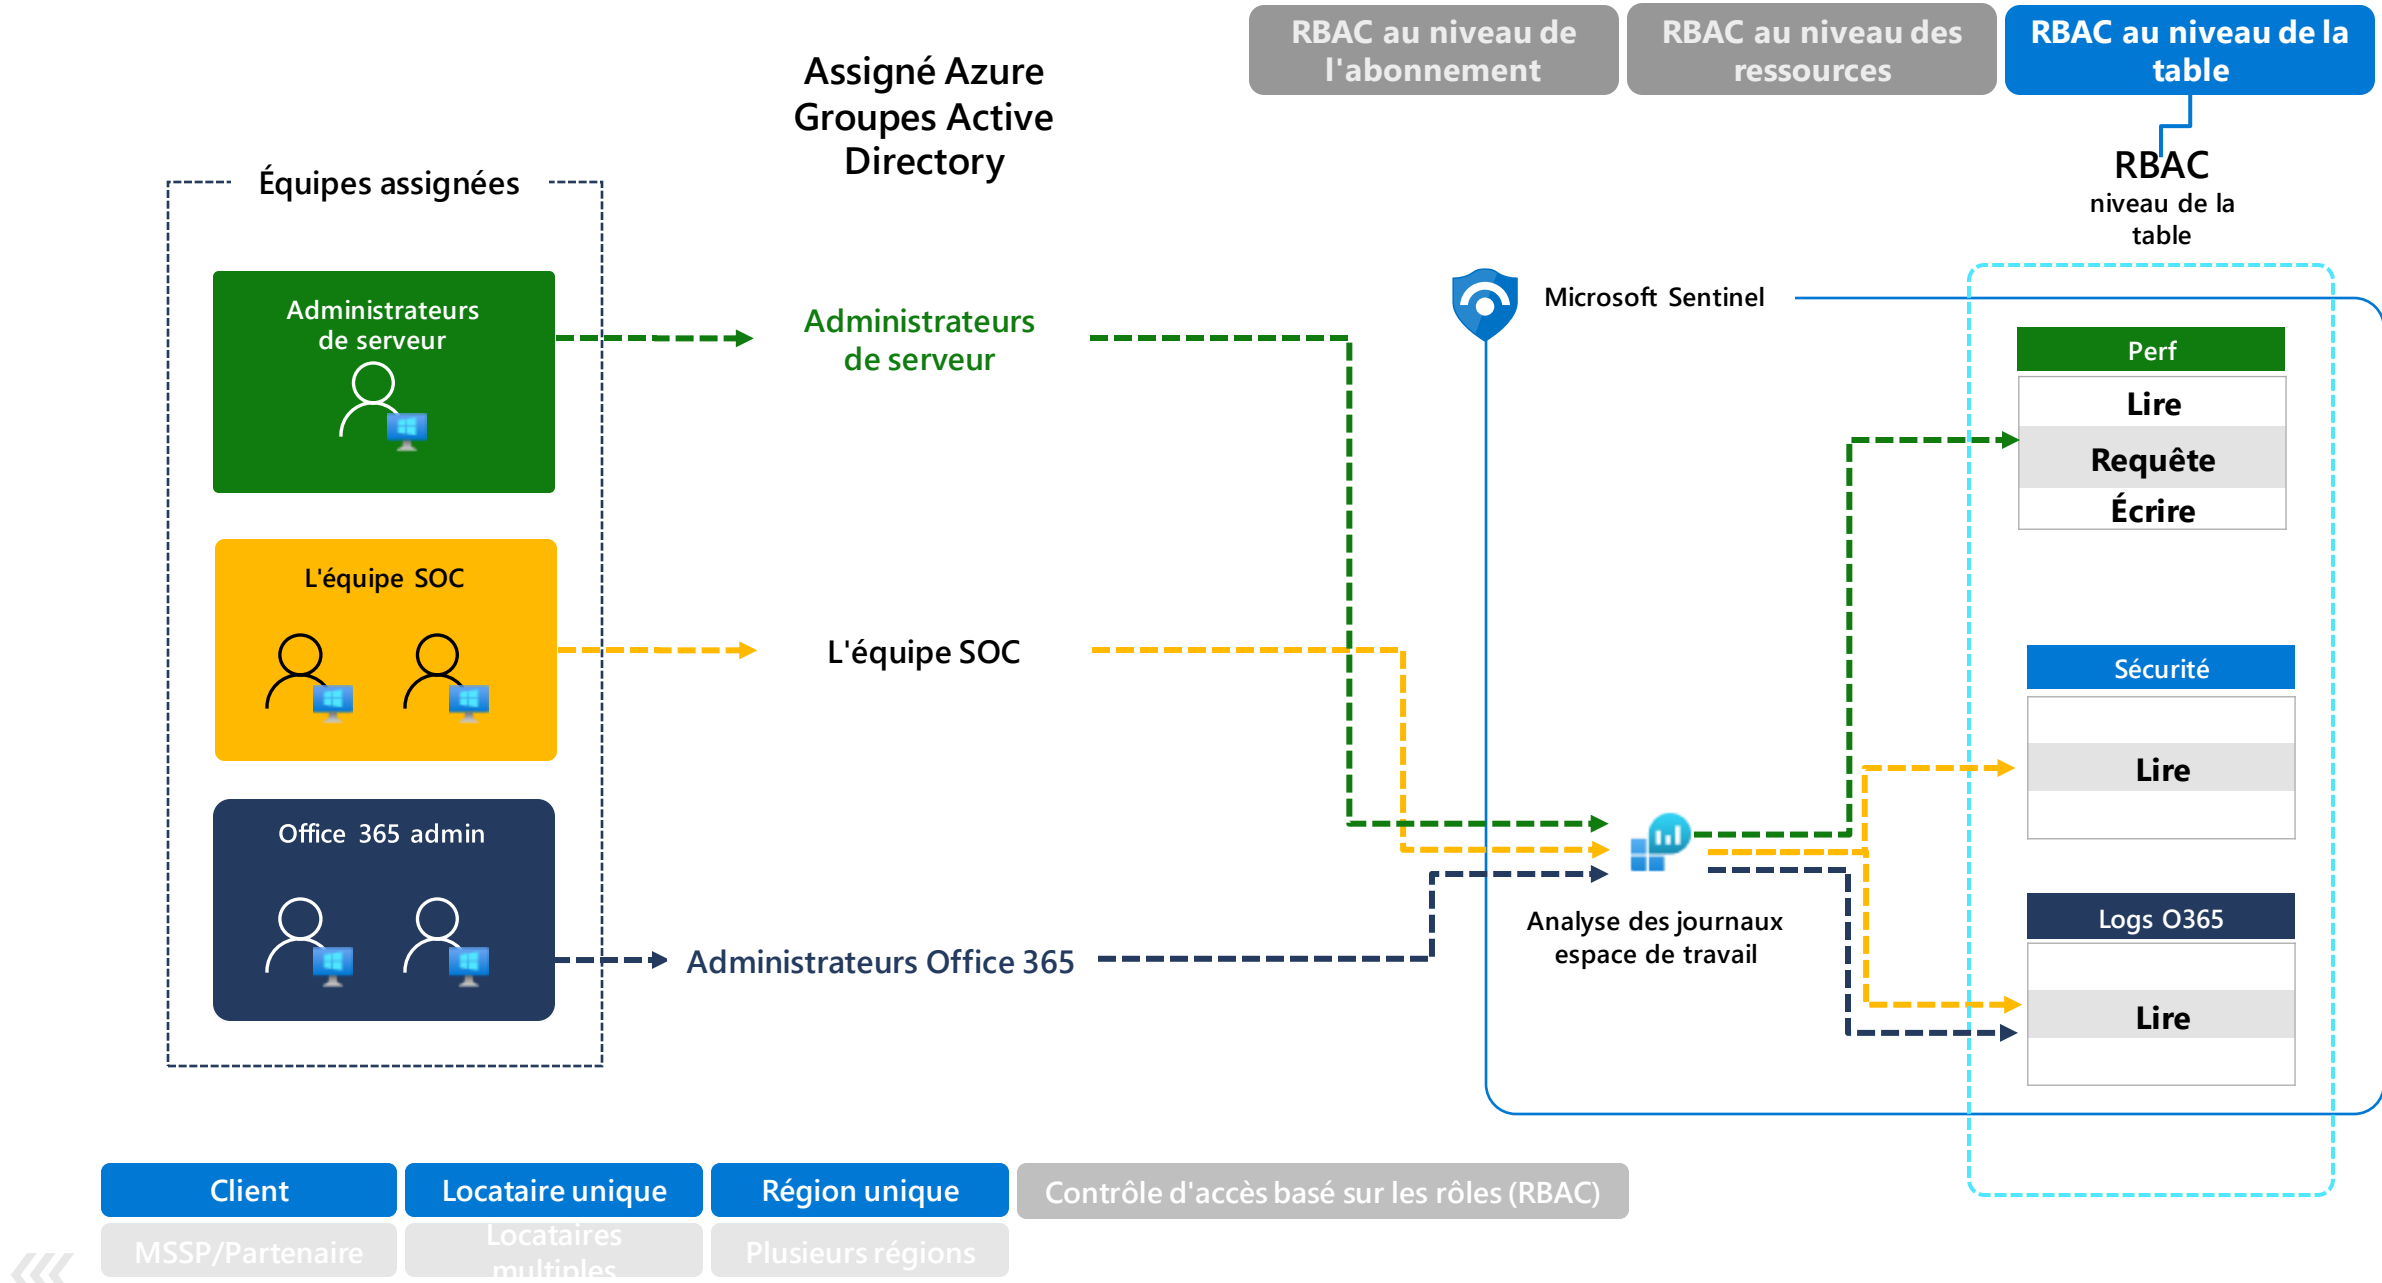 RBAC au niveau de
l'abonnement
RBAC au niveau des
ressources
RBAC au niveau de la
table
Assigné Azure
Groupes Active
Directory
RBAC
niveau de la
table
Équipes assignées
Administrateurs
de serveur
Administrateurs
de serveur
Microsoft Sentinel
Perf
Lire
Requête
Écrire
L'équipe SOC
L'équipe SOC
Sécurité
Lire
Office 365 admin
Administrateurs Office 365
Analyse des journaux
espace de travail
Logs O365
Lire
Client
Locataire unique
Région unique
Contrôle d'accès basé sur les rôles (RBAC)
MSSP/Partenaire
Locataires
multiples
Plusieurs régions